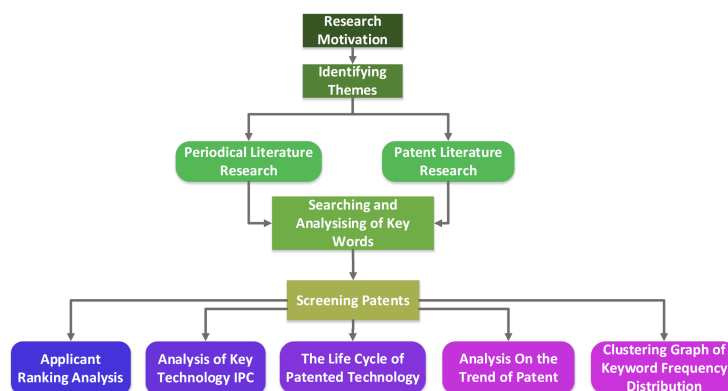 Research
Motivation
Identifying
Themes
Periodical Literature
Research
Patent Literature
Research
Searching and
Analysising of Key
Words
Screening Patents
Applicant
Ranking Analysis
Analysis of Key
Technology IPC
The Life Cycle of
Patented Technology
Analysis On the
Trend of Patent
Clustering Graph of
Keyword Frequency
Distribution